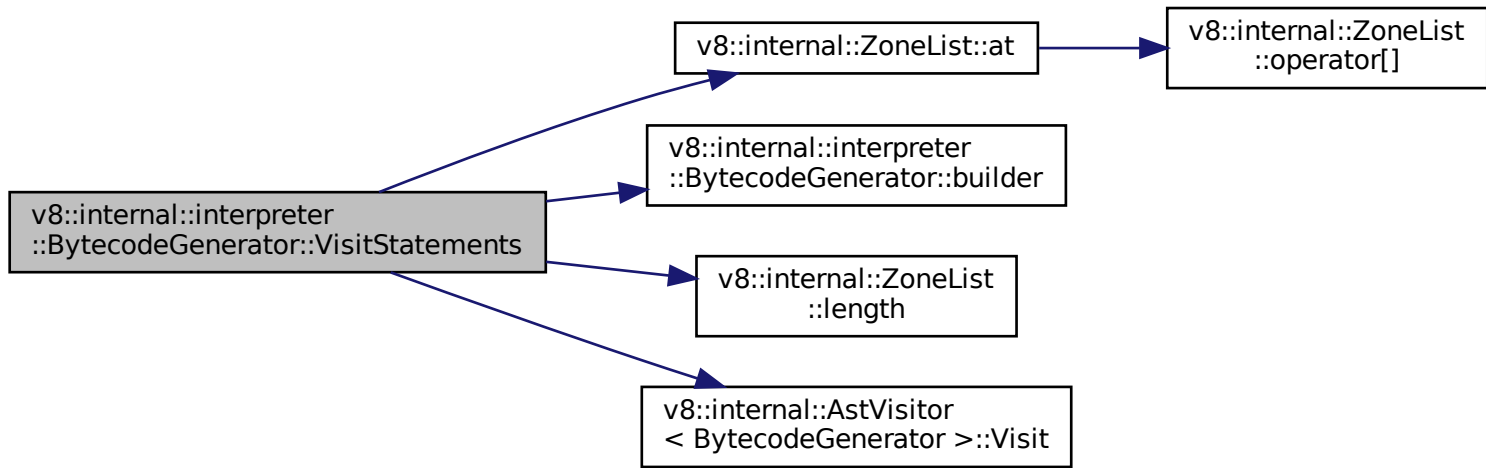 v8::internal::interpreter
::BytecodeGenerator::VisitStatements
v8::internal::ZoneList::at
v8::internal::ZoneList
::operator[]
v8::internal::interpreter
::BytecodeGenerator::builder
v8::internal::ZoneList
::length
v8::internal::AstVisitor
< BytecodeGenerator >::Visit